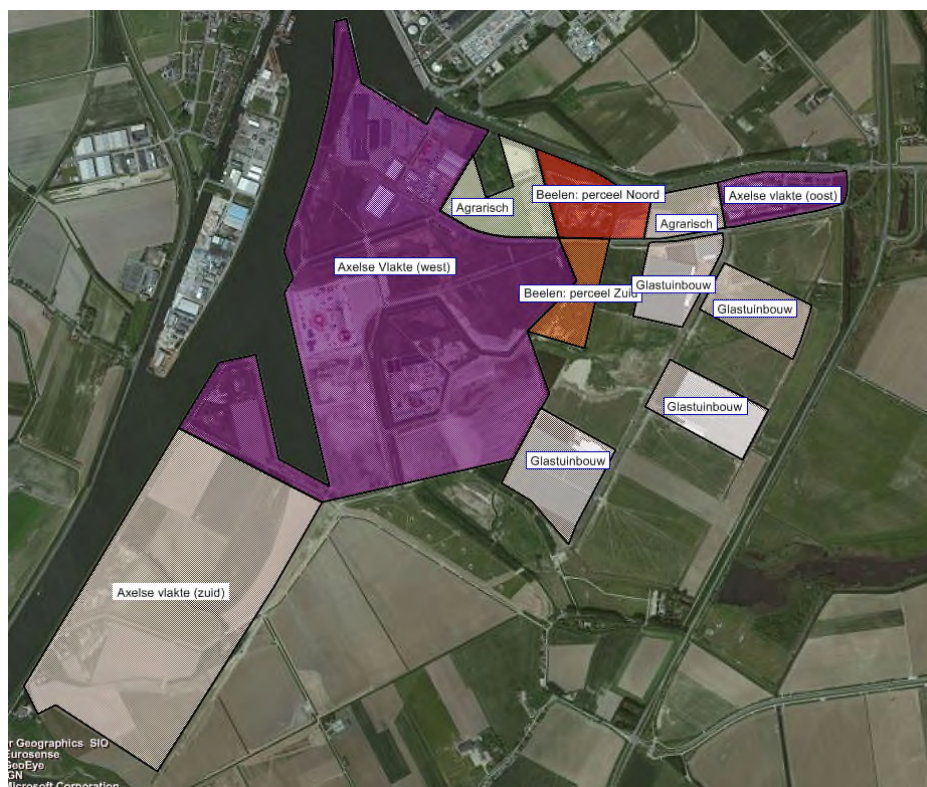 Beelen: perceel Noord
Axelse vlakte (oost)
Agrarisch
Agrarisch
Axelse Vlakte (west)
Beelen: perceel Zuid
Glastuinbouw
Glastuinbouw
Glastuinbouw
Glastuinbouw
Axelse vlakte (zuid)
r Geographics SIO
Eurosense
GeoEye
GN
Microsoft Corporation